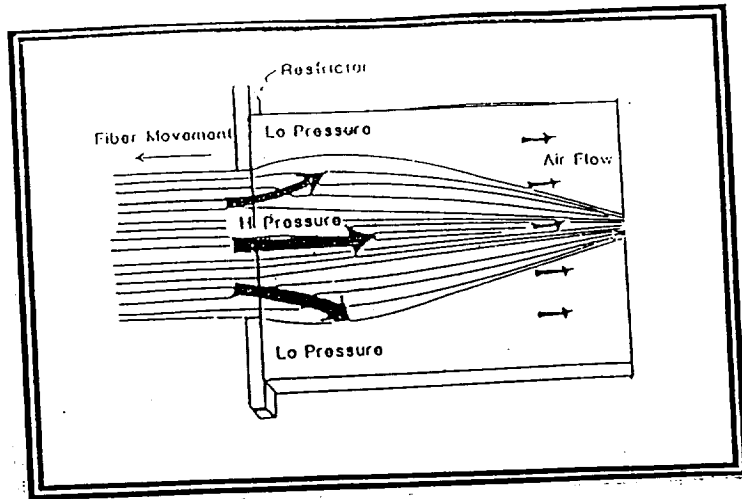 Restrictor
Fiber Movement
Lo Pressure
Air Flow
Hi Pressure
Lo Pressure